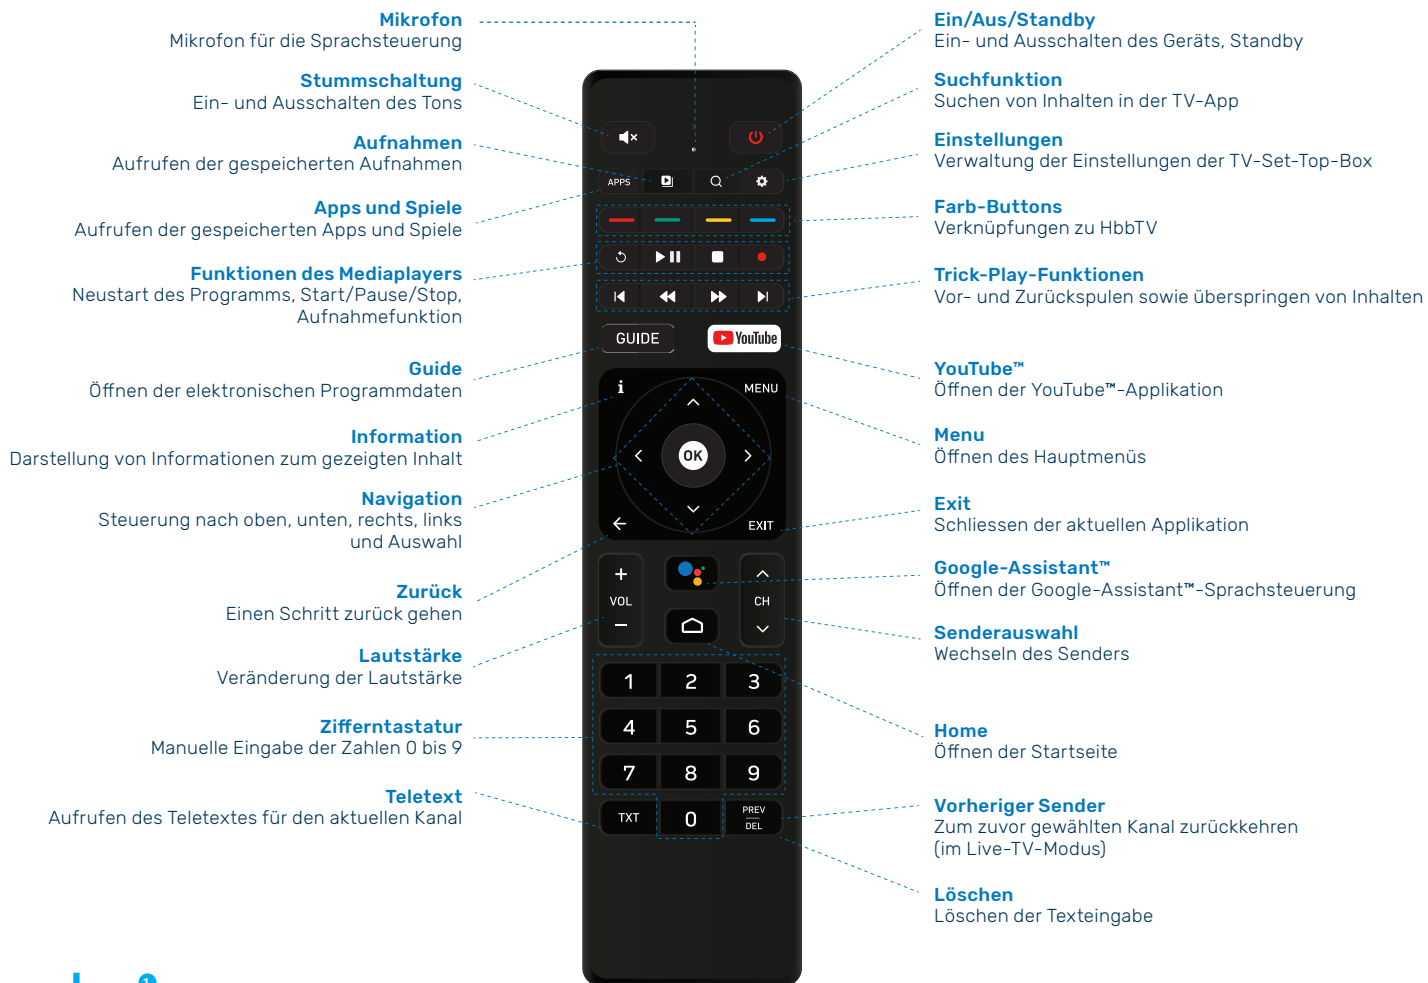 Mikrofon
Mikrofon für die Sprachsteuerung
Stummschaltung
Ein- und Ausschalten des Tons
Aufnahmen
Aufrufen der gespeicherten Aufnahmen
Apps und Spiele
Aufrufen der gespeicherten Apps und Spiele
Funktionen des Mediaplayers
Neustart des Programms, Start/Pause/Stop,
Aufnahmefunktion
Guide
Öffnen der elektronischen Programmdaten
Information
Darstellung von Informationen zum gezeigten Inhalt
Navigation
Steuerung nach oben, unten, rechts, links
und Auswahl
Zurück
Einen Schritt zurück gehen
Lautstärke
Veränderung der Lautstärke
Zifferntastatur
Manuelle Eingabe der Zahlen 0 bis 9
Teletext
Aufrufen des Teletextes für den aktuellen Kanal
APPS
GUIDE
YouTube
i
MENU
OK
EXIT
+
VOL
−
CH
1 2 3
4 5 6
7 8 9
TXT 0 PREV
DEL
Ein/Aus/Standby
Ein- und Ausschalten des Geräts, Standby
Suchfunktion
Suchen von Inhalten in der TV-App
Einstellungen
Verwaltung der Einstellungen der TV-Set-Top-Box
Farb-Buttons
Verknüpfungen zu HbbTV
Trick-Play-Funktionen
Vor- und Zurückspulen sowie überspringen von Inhalten
YouTube™
Öffnen der YouTube™-Applikation
Menu
Öffnen des Hauptmenüs
Exit
Schliessen der aktuellen Applikation
Google-Assistant™
Öffnen der Google-Assistant™-Sprachsteuerung
Senderauswahl
Wechseln des Senders
Home
Öffnen der Startseite
Vorheriger Sender
Zum zuvor gewählten Kanal zurückkehren
(im Live-TV-Modus)
Löschen
Löschen der Texteingabe